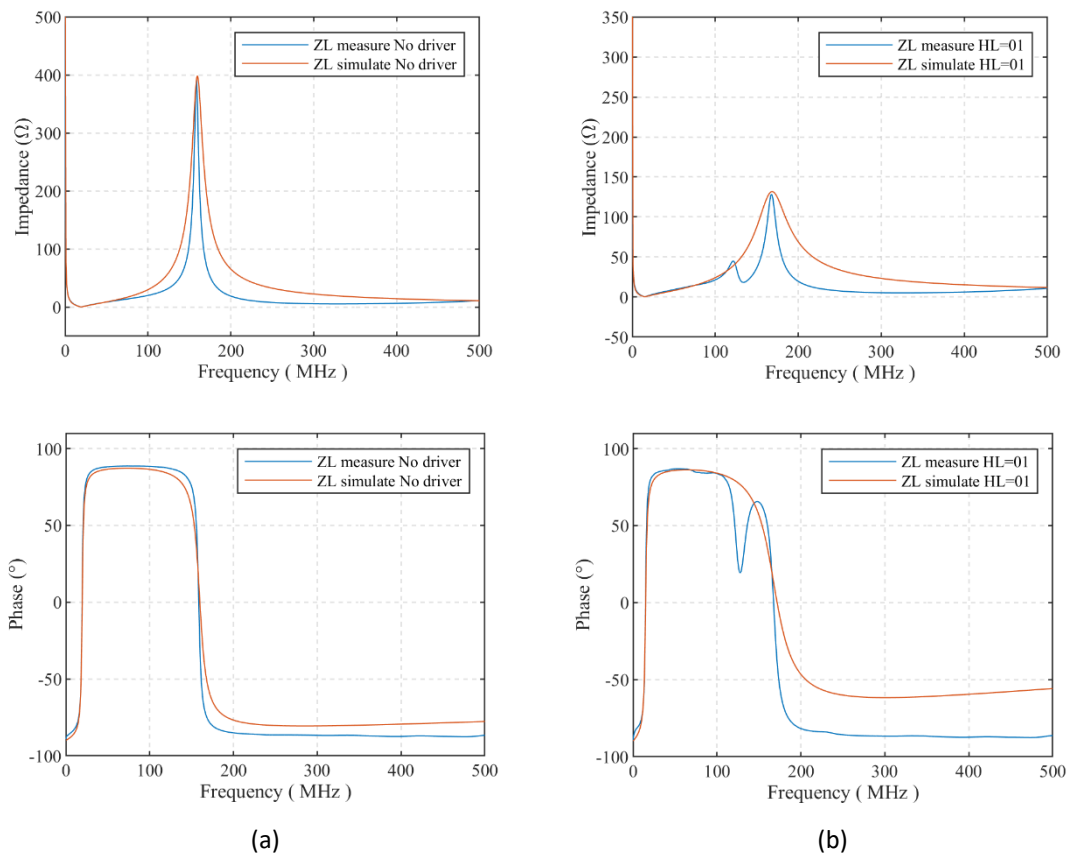 500
400
300
200
100
0
Impedance (Ω)
ZL measure No driver
ZL simulate No driver
0
100
200
300
400
500
Frequency ( MHz )
350
300
250
200
150
100
50
0
-50
Impedance (Ω)
ZL measure HL=01
ZL simulate HL=01
0
100
200
300
400
500
Frequency ( MHz )
100
50
0
-50
-100
Phase (°)
ZL measure No driver
ZL simulate No driver
0
100
200
300
400
500
Frequency ( MHz )
(a)
100
50
0
-50
-100
Phase (°)
ZL measure HL=01
ZL simulate HL=01
0
100
200
300
400
500
Frequency ( MHz )
(b)